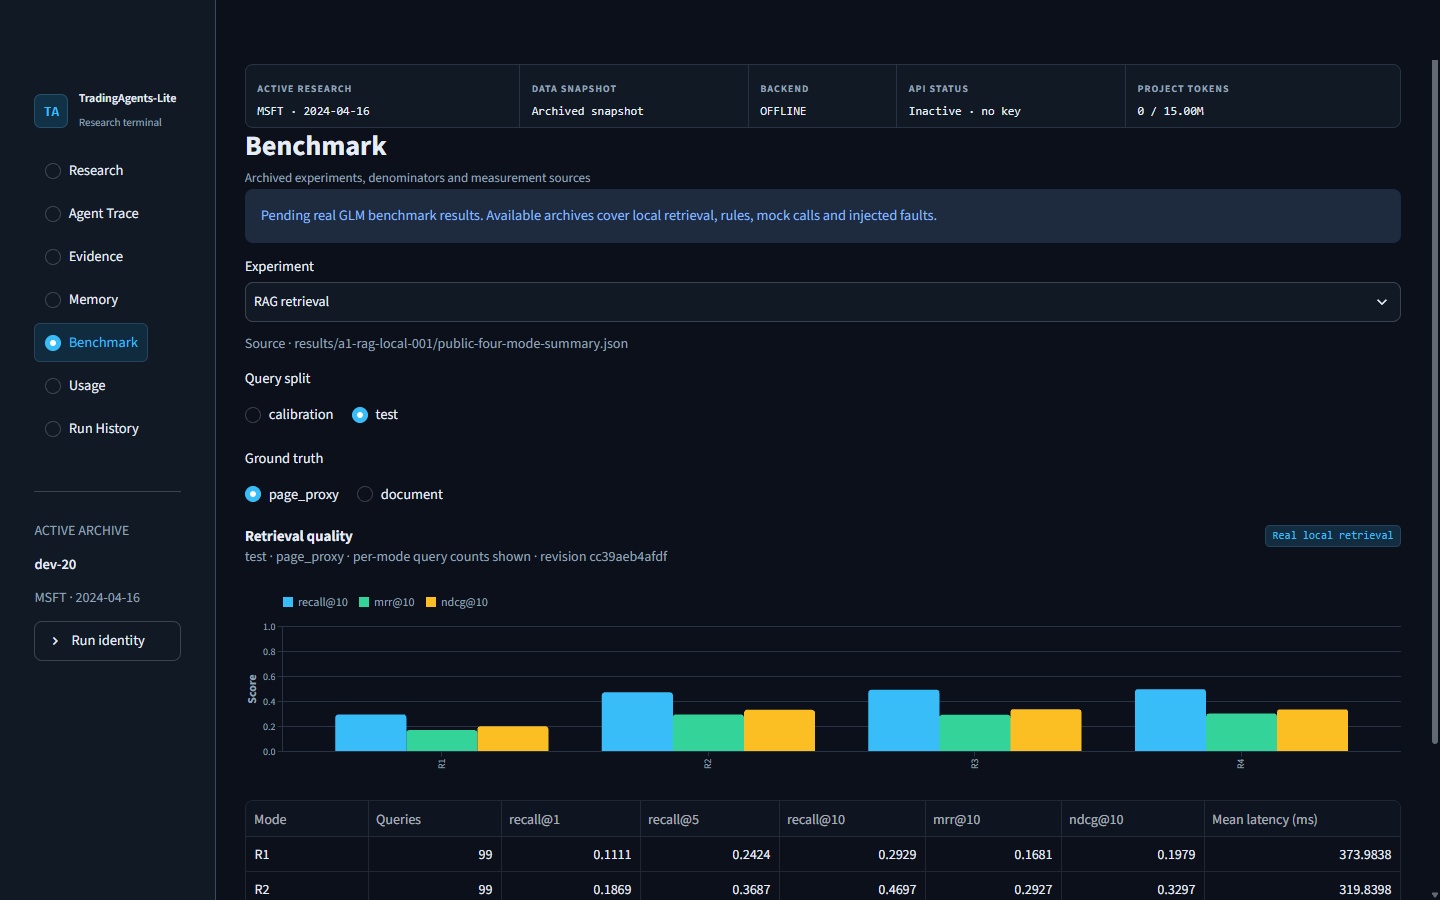 TA
TradingAgents-Lite
Research terminal
Research
Agent Trace
Evidence
Memory
Benchmark
Usage
Run History
ACTIVE ARCHIVE
dev-20
MSFT · 2024-04-16
Run identity
ACTIVE RESEARCH
MSFT · 2024-04-16
DATA SNAPSHOT
Archived snapshot
BACKEND
OFFLINE
API STATUS
Inactive · no key
PROJECT TOKENS
0 / 15.00M
Benchmark
Archived experiments, denominators and measurement sources
Pending real GLM benchmark results. Available archives cover local retrieval, rules, mock calls and injected faults.
Experiment
RAG retrieval
Source · results/a1-rag-local-001/public-four-mode-summary.json
Query split
calibration test
Ground truth
page_proxy document
Retrieval quality
Real local retrieval
test · page_proxy · per-mode query counts shown · revision cc39aeb4afdf
recall@10 mrr@10 ndcg@10
Score
1.0
0.8
0.6
0.4
0.2
0.0
R1 R2 R3 R4
Mode Queries recall@1 recall@5 recall@10 mrr@10 ndcg@10 Mean latency (ms)
R1 99 0.1111 0.2424 0.2929 0.1681 0.1979 373.9838
R2 99 0.1869 0.3687 0.4697 0.2927 0.3297 319.8398